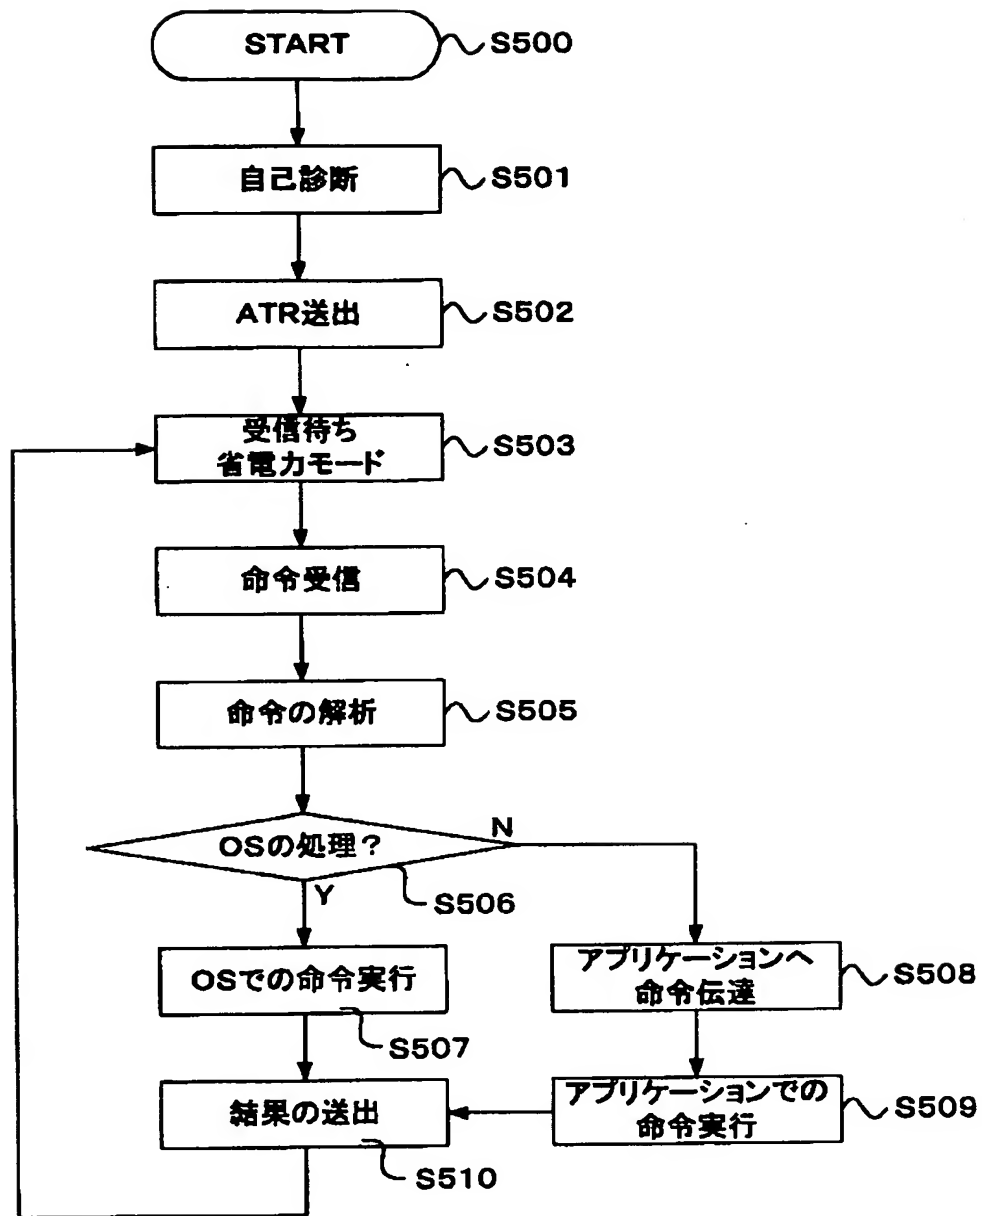 START
S500
自己診断
S501
ATR送出
S502
受信待ち
省電力モード
S503
命令受信
S504
命令の解析
S505
OSの処理?
N
Y
S506
OSでの命令実行
S507
アプリケーションへ
命令伝達
S508
アプリケーションでの
命令実行
S509
結果の送出
S510